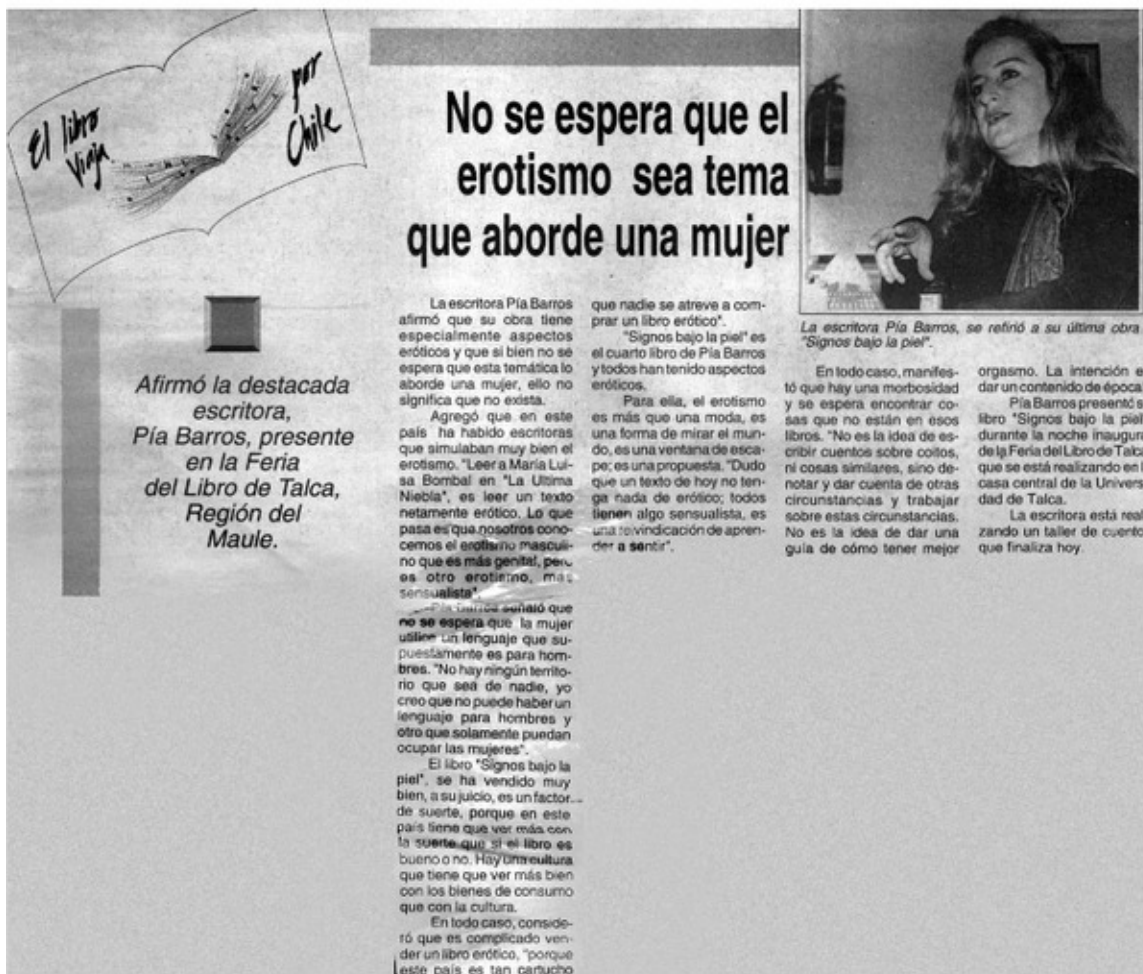 El libro
Viaja
por
Chile
No se espera que el
erotismo sea tema
que aborde una mujer
Afirmó la destacada
escritora,
Pía Barros, presente
en la Feria
del Libro de Talca,
Región del
Maule.
La escritora Pía Barros
afirmó que su obra tiene
especialmente aspectos
eróticos y que si bien no se
espera que esta temática lo
aborde una mujer, ello no
significa que no exista.
Agregó que en este
país ha habido escritoras
que simulaban muy bien el
erotismo. "Leer a María Lui-
sa Bombal en "La Ultima
Niebla", es leer un texto
netamente erótico. Lo que
pasa es que nosotros cono-
cemos el erotismo masculi-
no que es más genital, pero
es otro erotismo, más
sensualista".
Pía Barros señaló que
no se espera que la mujer
utilice un lenguaje que su-
puestamente es para hom-
bres. "No hay ningún territo-
rio que sea de nadie, yo
creo que no puede haber un
lenguaje para hombres y
otro que solamente puedan
ocupar las mujeres".
El libro "Signos bajo la
piel", se ha vendido muy
bien, a su juicio, es un factor
de suerte, porque en este
país tiene que ver más con
la suerte que si el libro es
bueno o no. Hay una cultura
que tiene que ver más bien
con los bienes de consumo
que con la cultura.
En todo caso, conside-
ró que es complicado ven-
der un libro erótico, "porque
este país es tan cartucho
que nadie se atreve a com-
prar un libro erótico".
"Signos bajo la piel" es
el cuarto libro de Pía Barros
y todos han tenido aspectos
eróticos.
Para ella, el erotismo
es más que una moda, es
una forma de mirar el mun-
do, es una ventana de esca-
pe; es una propuesta. "Dudo
que un texto de hoy no ten-
ga nada de erótico; todos
tienen algo sensualista, es
una reivindicación de apren-
der a sentir".
La escritora Pía Barros, se refirió a su última obra
"Signos bajo la piel".
En todo caso, manifes-
tó que hay una morbosidad
y se espera encontrar co-
sas que no están en esos
libros. "No es la idea de es-
cribir cuentos sobre coitos,
ni cosas similares, sino de-
notar y dar cuenta de otras
circunstancias y trabajar
sobre estas circunstancias.
No es la idea de dar una
guía de cómo tener mejor
orgasmo. La intención e
dar un contenido de época
Pía Barros presentó s
libro "Signos bajo la piel
durante la noche inaugur
de la Feria del Libro de Talca
que se está realizando en l
casa central de la Univers
dad de Talca.
La escritora está real
zando un taller de cuento
que finaliza hoy.